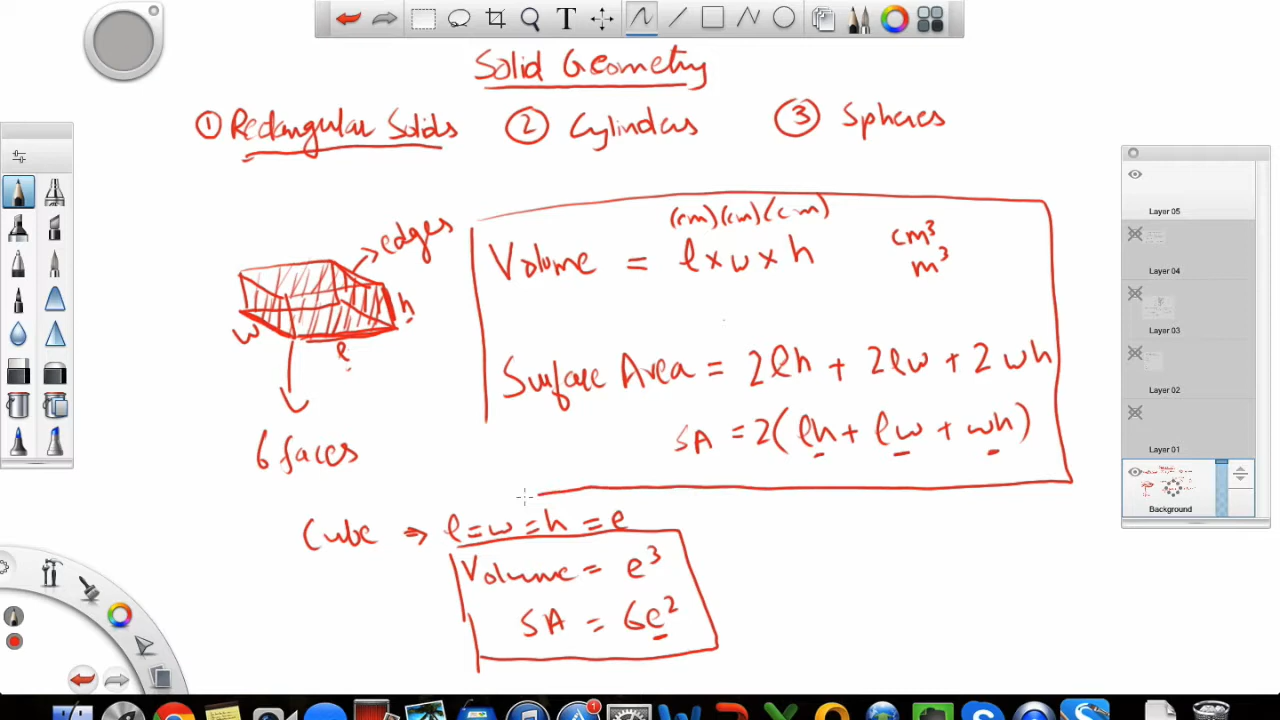 Solid Geometry
① Rectangular Solids ② Cylinders ③ Spheres
edges
(cm)(cm)(cm)
Volume = l×w×h cm³
m³
w l h
Surface Area = 2lh + 2lw + 2wh
SA = 2(lh + lw + wh)
6 faces
Cube → l=w=h=e
Volume = e³
SA = 6e²
T
Layer 05
Layer 04
Layer 03
Layer 02
Layer 01
Background
1